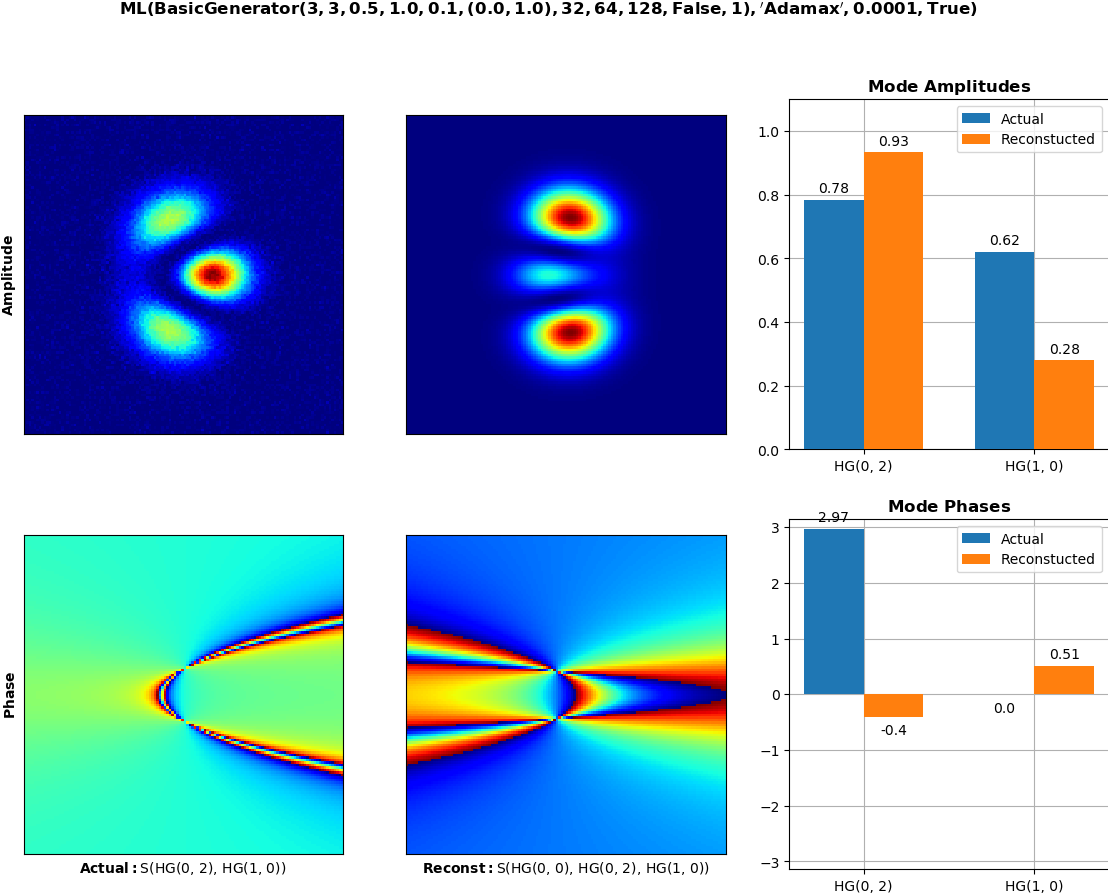 ML(BasicGenerator(3, 3, 0.5, 1.0, 0.1, (0.0, 1.0), 32, 64, 128, False, 1), ′Adamax′, 0.0001, True)
Amplitude
Mode Amplitudes
Actual
Reconstucted
1.0
0.8
0.6
0.4
0.2
0.0
0.78
0.93
0.62
0.28
HG(0, 2)
HG(1, 0)
Phase
Actual: S(HG(0, 2), HG(1, 0))
Reconst: S(HG(0, 0), HG(0, 2), HG(1, 0))
Mode Phases
Actual
Reconstucted
3
2
1
0
−1
−2
−3
2.97
-0.4
0.0
0.51
HG(0, 2)
HG(1, 0)